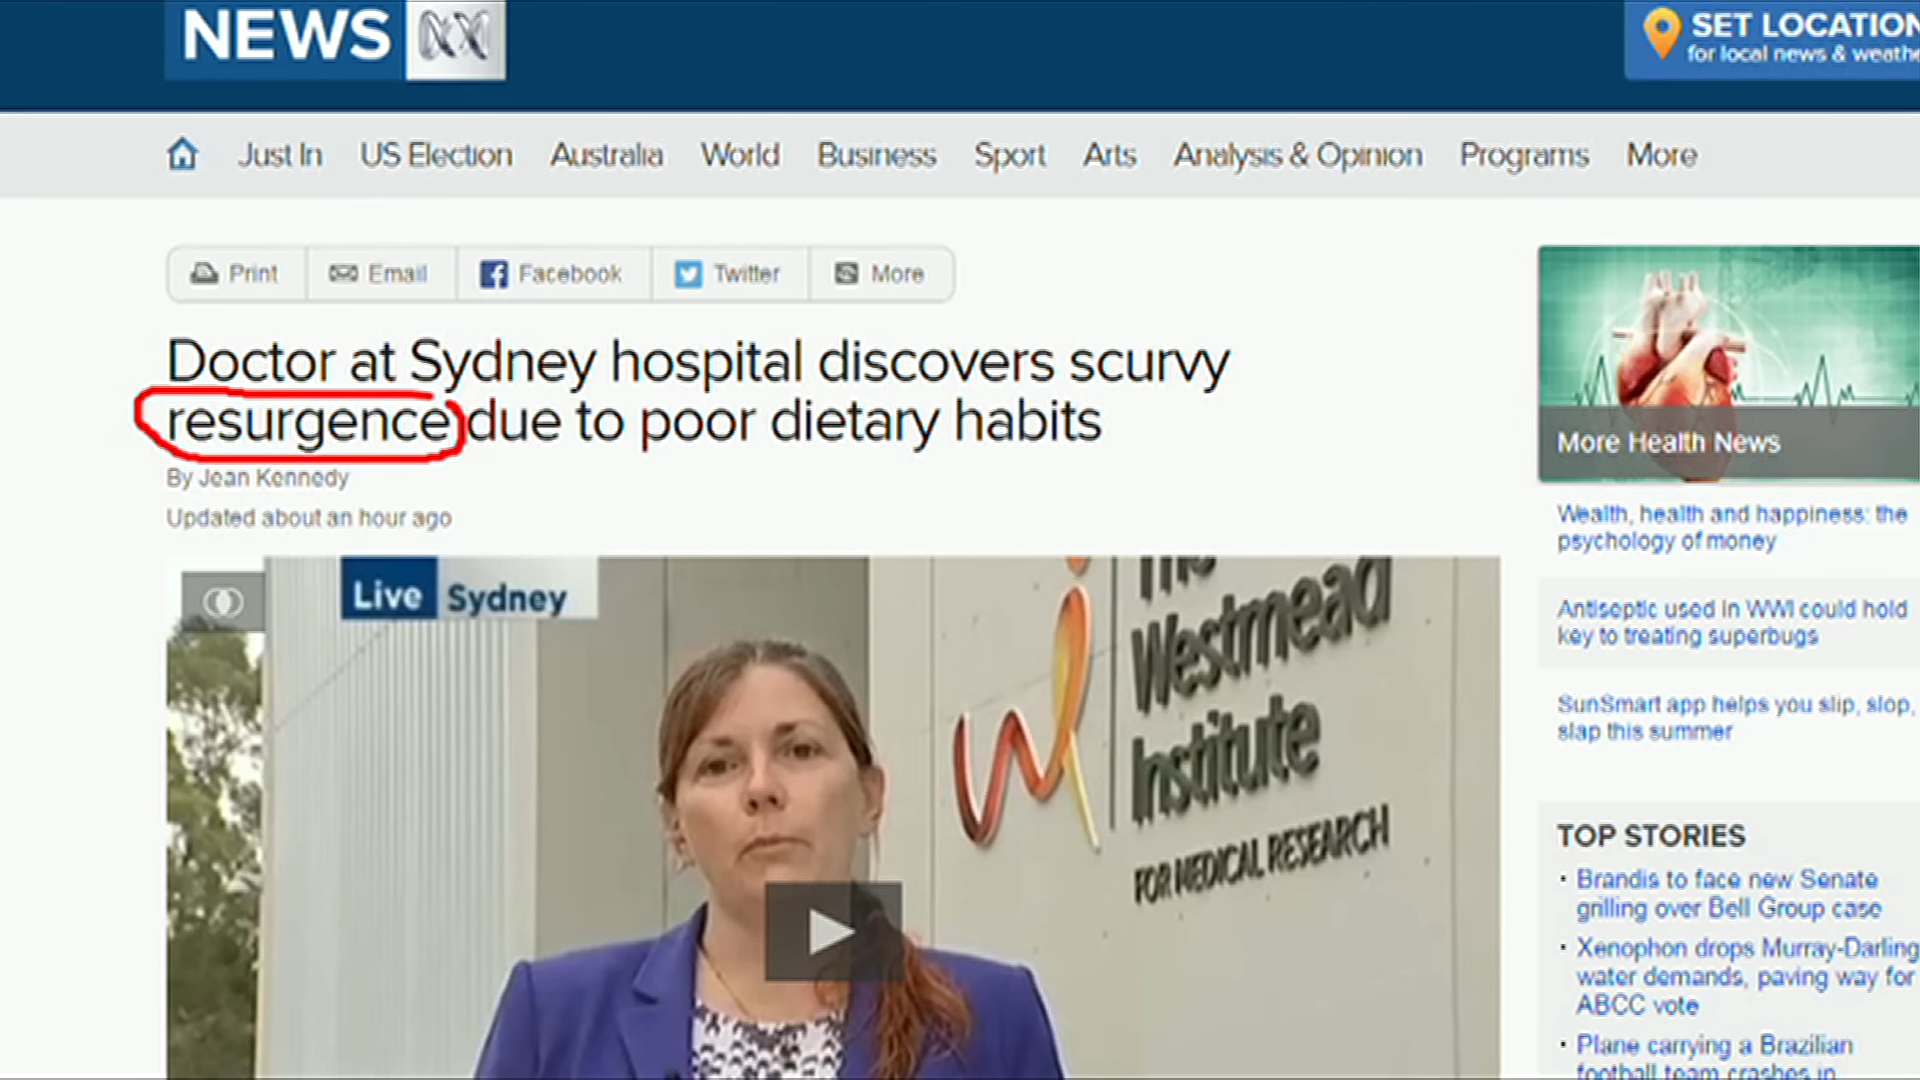 NEWS
SET LOCATION
for local news & weathe
Just In US Election Australia World Business Sport Arts Analysis & Opinion Programs More
Print Email Facebook Twitter More
Doctor at Sydney hospital discovers scurvy
resurgence due to poor dietary habits
By Jean Kennedy
Updated about an hour ago
Live Sydney
The
Westmead
Institute
FOR MEDICAL RESEARCH
More Health News
Wealth, health and happiness: the
psychology of money
Antiseptic used in WWI could hold
key to treating superbugs
SunSmart app helps you slip, slop,
slap this summer
TOP STORIES
• Brandis to face new Senate
grilling over Bell Group case
• Xenophon drops Murray-Darling
water demands, paving way for
ABCC vote
• Plane carrying a Brazilian
football team crashes in